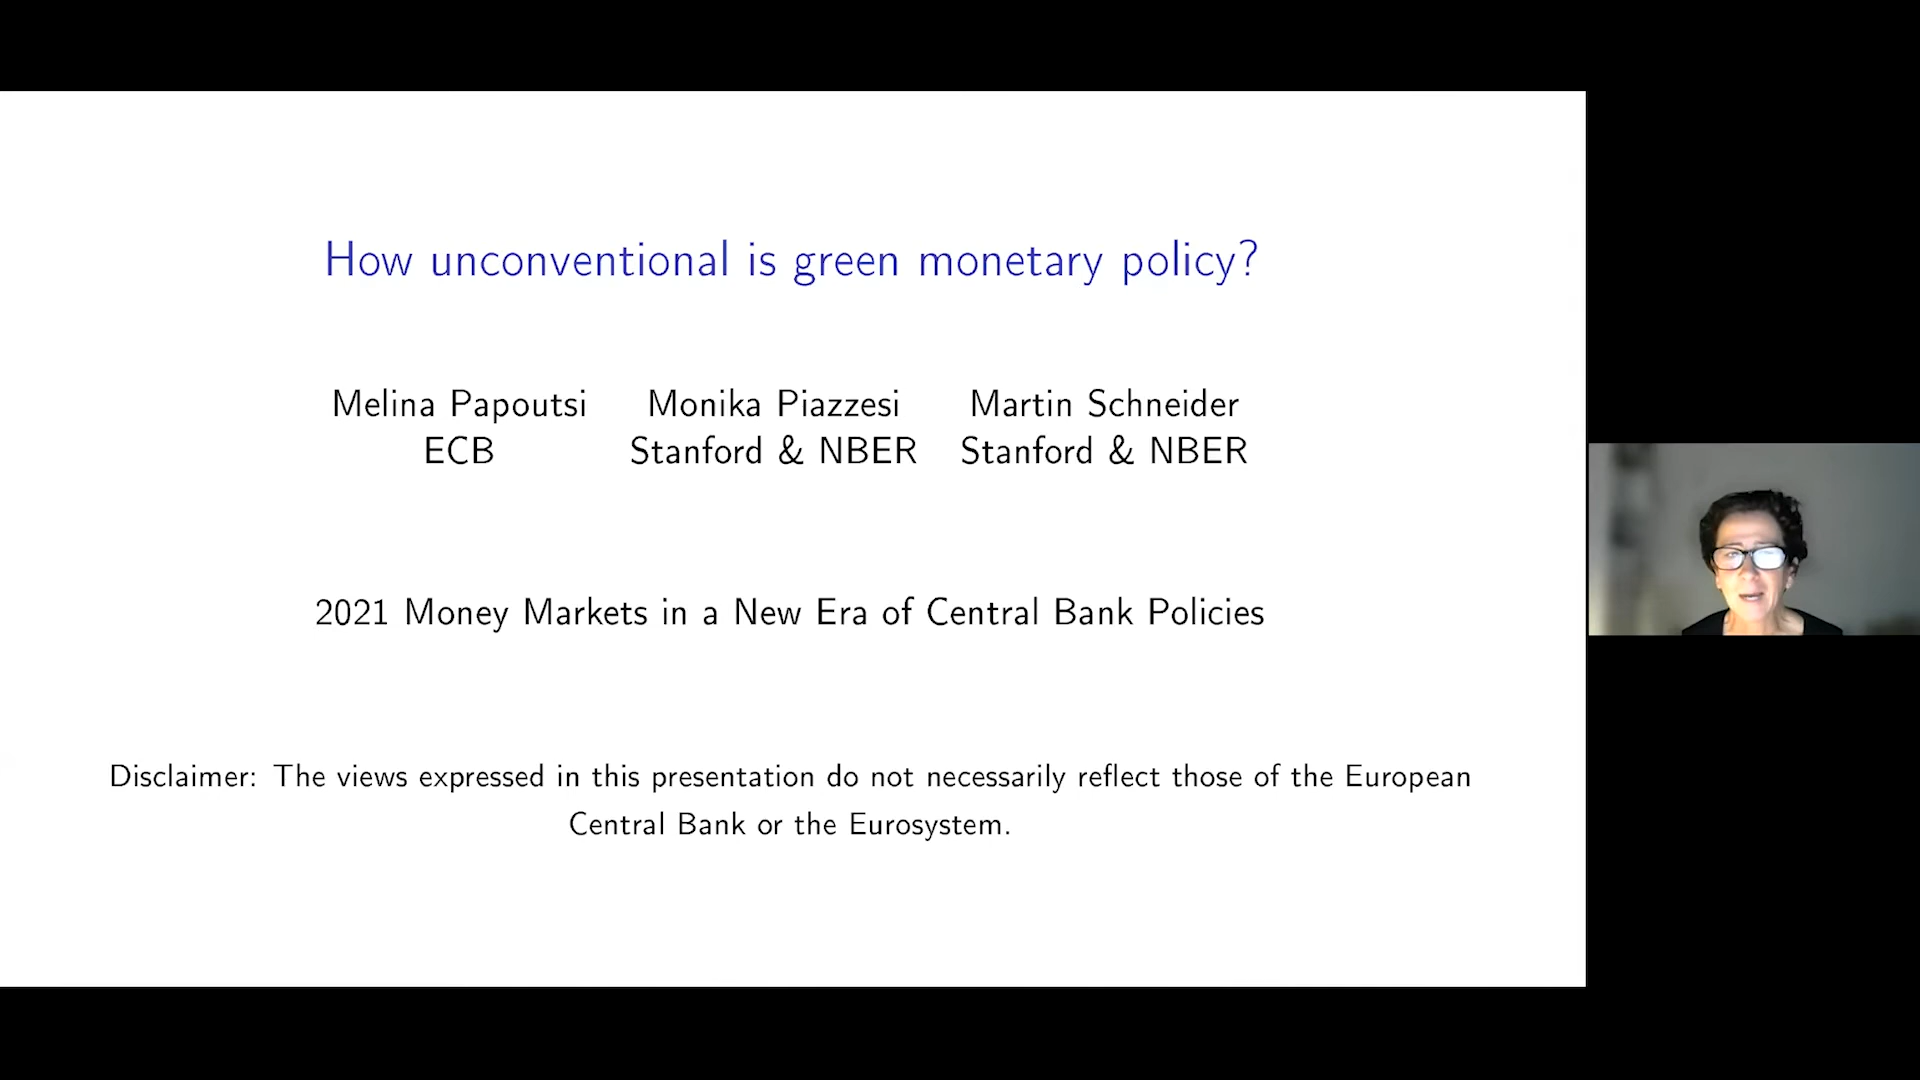 How unconventional is green monetary policy?
Melina Papoutsi Monika Piazzesi Martin Schneider
ECB Stanford & NBER Stanford & NBER
2021 Money Markets in a New Era of Central Bank Policies
Disclaimer: The views expressed in this presentation do not necessarily reflect those of the European
Central Bank or the Eurosystem.